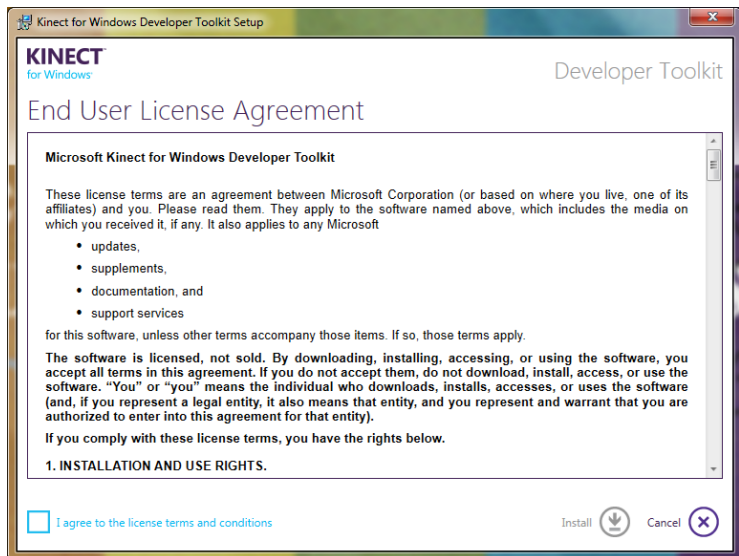 Kinect for Windows Developer Toolkit Setup
KINECT
for Windows
Developer Toolkit
End User License Agreement
Microsoft Kinect for Windows Developer Toolkit
These license terms are an agreement between Microsoft Corporation (or based on where you live, one of its
affiliates) and you. Please read them. They apply to the software named above, which includes the media on
which you received it, if any. It also applies to any Microsoft
• updates,
• supplements,
• documentation, and
• support services
for this software, unless other terms accompany those items. If so, those terms apply.
The software is licensed, not sold. By downloading, installing, accessing, or using the software, you
accept all terms in this agreement. If you do not accept them, do not download, install, access, or use the
software. “You” or “you” means the individual who downloads, installs, accesses, or uses the software
(and, if you represent a legal entity, it also means that entity, and you represent and warrant that you are
authorized to enter into this agreement for that entity).
If you comply with these license terms, you have the rights below.
1. INSTALLATION AND USE RIGHTS.
I agree to the license terms and conditions
Install
Cancel